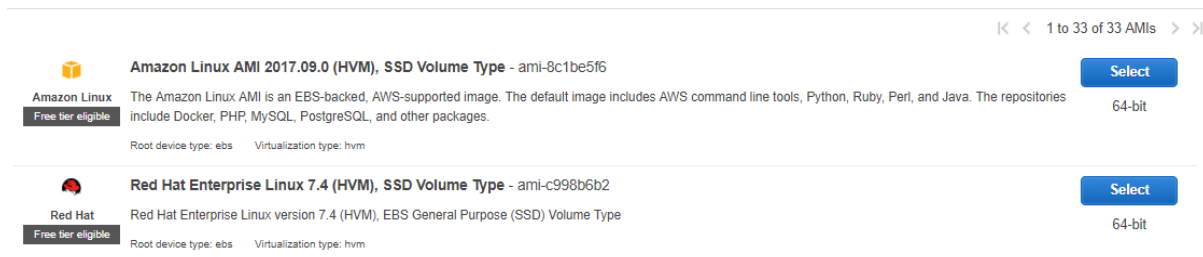 1 to 33 of 33 AMIs
Amazon Linux AMI 2017.09.0 (HVM), SSD Volume Type - ami-8c1be5f6
Select
Amazon Linux
Free tier eligible
The Amazon Linux AMI is an EBS-backed, AWS-supported image. The default image includes AWS command line tools, Python, Ruby, Perl, and Java. The repositories
include Docker, PHP, MySQL, PostgreSQL, and other packages.
64-bit
Root device type: ebs Virtualization type: hvm
Red Hat Enterprise Linux 7.4 (HVM), SSD Volume Type - ami-c998b6b2
Select
Red Hat
Free tier eligible
Red Hat Enterprise Linux version 7.4 (HVM), EBS General Purpose (SSD) Volume Type
64-bit
Root device type: ebs Virtualization type: hvm